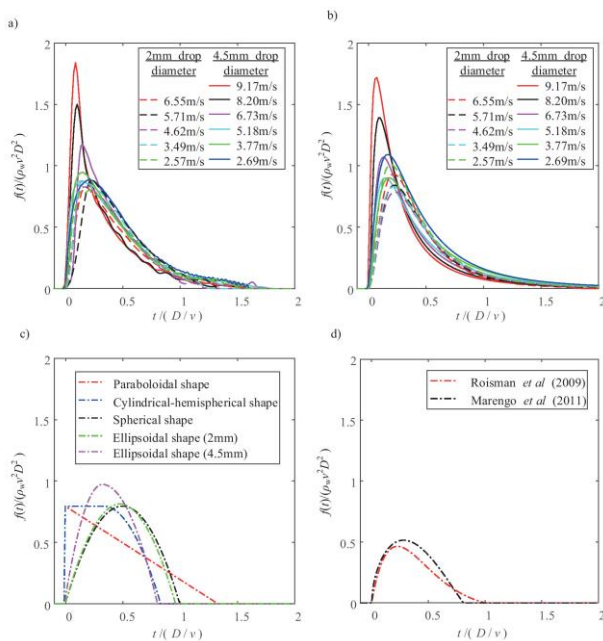 a)
b)
2mm drop diameter
4.5mm drop diameter
6.55m/s
5.71m/s
4.62m/s
3.49m/s
2.57m/s
9.17m/s
8.20m/s
6.73m/s
5.18m/s
3.77m/s
2.69m/s
f(t)/(ρwv²D²)
2
1.5
1
0.5
0
0 0.5 1 1.5 2
t /( D / v )
2mm drop diameter
4.5mm drop diameter
6.55m/s
5.71m/s
4.62m/s
3.49m/s
2.57m/s
9.17m/s
8.20m/s
6.73m/s
5.18m/s
3.77m/s
2.69m/s
f(t)/(ρwv²D²)
2
1.5
1
0.5
0
0 0.5 1 1.5 2
t /( D / v )
c)
d)
Paraboloidal shape
Cylindrical-hemispherical shape
Spherical shape
Ellipsoidal shape (2mm)
Ellipsoidal shape (4.5mm)
f(t)/(ρwv²D²)
2
1.5
1
0.5
0
0 0.5 1 1.5 2
t /( D / v )
Roisman et al (2009)
Marengo et al (2011)
f(t)/(ρwv²D²)
2
1.5
1
0.5
0
0 0.5 1 1.5 2
t /( D / v )